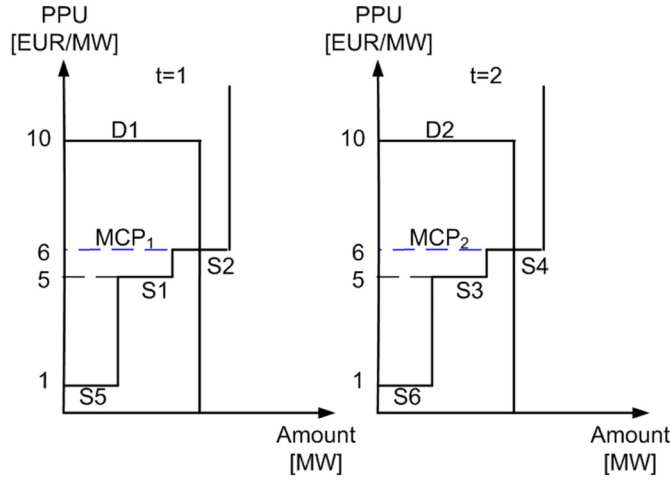 PPU
[EUR/MW]
t=1
10
D1
MCP1
6
S2
5
S1
1
S5
Amount
[MW]
PPU
[EUR/MW]
t=2
10
D2
MCP2
6
S4
5
S3
1
S6
Amount
[MW]